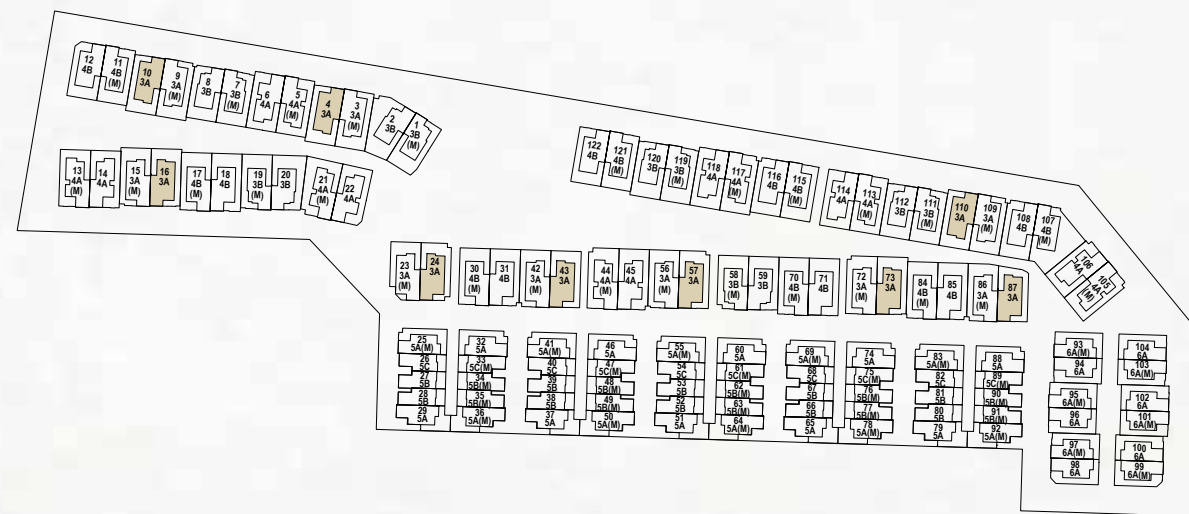 12
4B
11
4B
(M)
10
3A
9
3A
(M)
8
3B
7
3B
(M)
6
4A
5
4A
(M)
4
3A
3
3A
(M)
2
3B
1
3B
(M)
13
4A
(M)
14
4A
15
3A
(M)
16
3A
17
4B
(M)
18
4B
19
3B
(M)
20
3B
21
4A
(M)
22
4A
122
4B
121
4B
(M)
120
3B
119
3B
(M)
118
4A
117
4A
(M)
116
4B
115
4B
(M)
114
4A
113
4A
(M)
112
3B
111
3B
(M)
110
3A
109
3A
(M)
108
4B
107
4B
(M)
106
4A
105
4A
(M)
23
3A
(M)
24
3A
30
4B
(M)
31
4B
42
3A
(M)
43
3A
44
4A
(M)
45
4A
56
3A
(M)
57
3A
58
3B
(M)
59
3B
70
4B
(M)
71
4B
72
3A
(M)
73
3A
84
4B
(M)
85
4B
86
3A
(M)
87
3A
25
5A(M)
26
5C
27
5B
28
5B
29
5A
32
5A
33
5C(M)
34
5B(M)
35
5B(M)
36
5A(M)
41
5A(M)
40
5C
39
5B
38
5B
37
5A
46
5A
47
5C(M)
48
5B(M)
49
5B(M)
50
5A(M)
55
5A(M)
54
5C
53
5B
52
5B
51
5A
60
5A
61
5C(M)
62
5B(M)
63
5B(M)
64
5A(M)
69
5A(M)
68
5C
67
5B
66
5B
65
5A
74
5A
75
5C(M)
76
5B(M)
77
5B(M)
78
5A(M)
83
5A(M)
82
5C
81
5B
80
5B
79
5A
88
5A
89
5C(M)
90
5B(M)
91
5B(M)
92
5A(M)
93
6A(M)
94
6A
95
6A(M)
96
6A
97
6A(M)
98
6A
104
6A
103
6A(M)
102
6A
101
6A(M)
100
6A
99
6A(M)